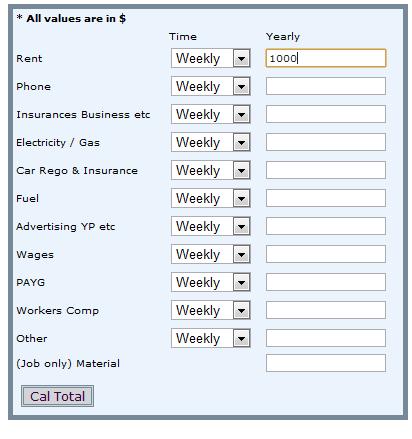 * All values are in $
Time Yearly
Rent Weekly 1000
Phone Weekly
Insurances Business etc Weekly
Electricity / Gas Weekly
Car Rego & Insurance Weekly
Fuel Weekly
Advertising YP etc Weekly
Wages Weekly
PAYG Weekly
Workers Comp Weekly
Other Weekly
(Job only) Material
Cal Total